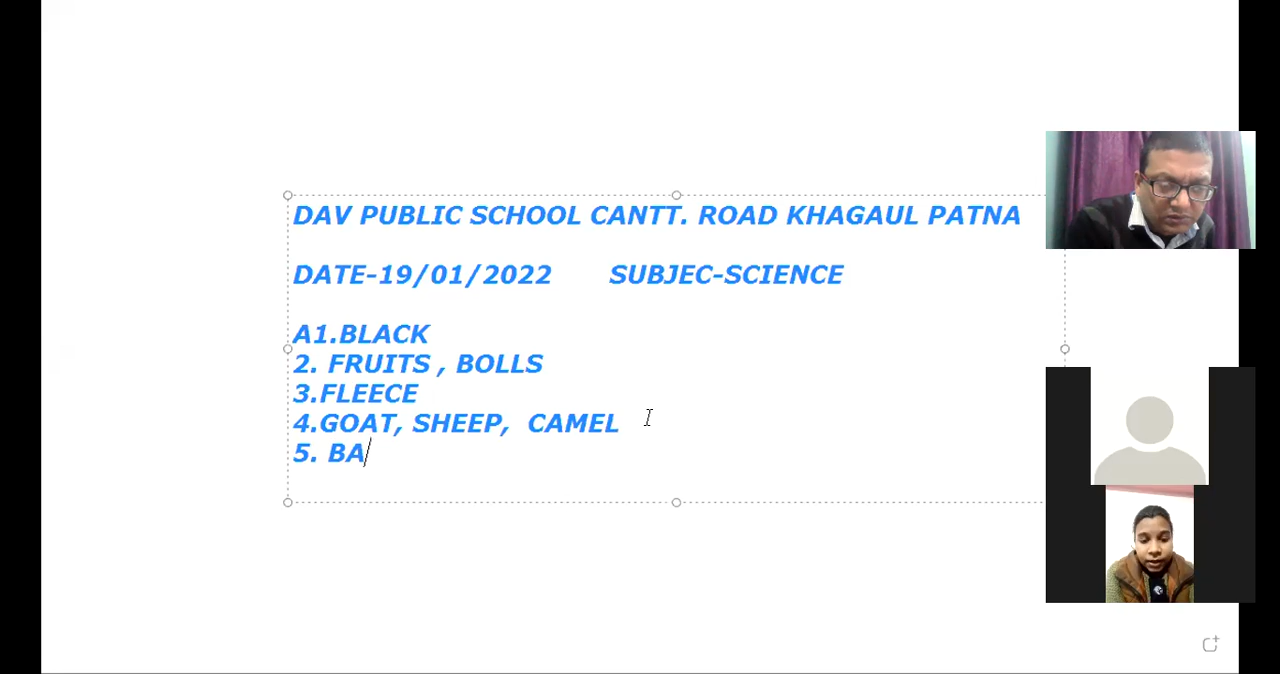 DAV PUBLIC SCHOOL CANTT. ROAD KHAGAUL PATNA
DATE-19/01/2022 SUBJEC-SCIENCE
A1.BLACK
2. FRUITS , BOLLS
3.FLEECE
4.GOAT, SHEEP, CAMEL
5. BA